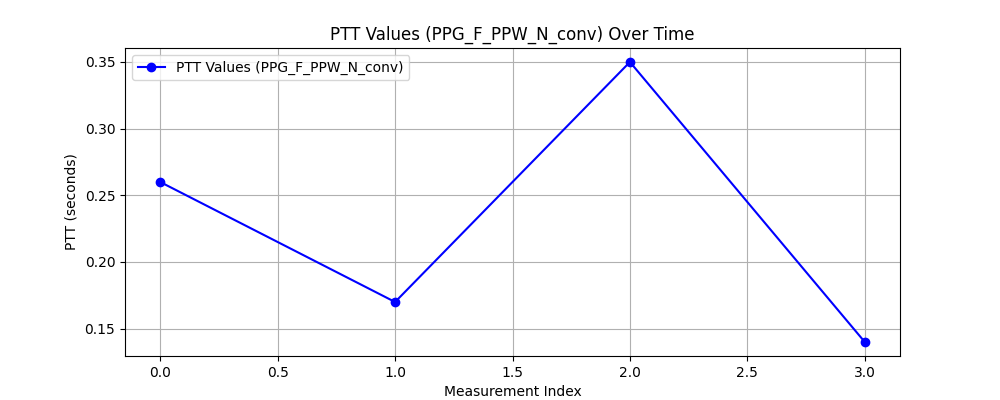 PTT Values (PPG_F_PPW_N_conv) Over Time
PTT Values (PPG_F_PPW_N_conv)
PTT (seconds)
0.35
0.30
0.25
0.20
0.15
0.0 0.5 1.0 1.5 2.0 2.5 3.0
Measurement Index